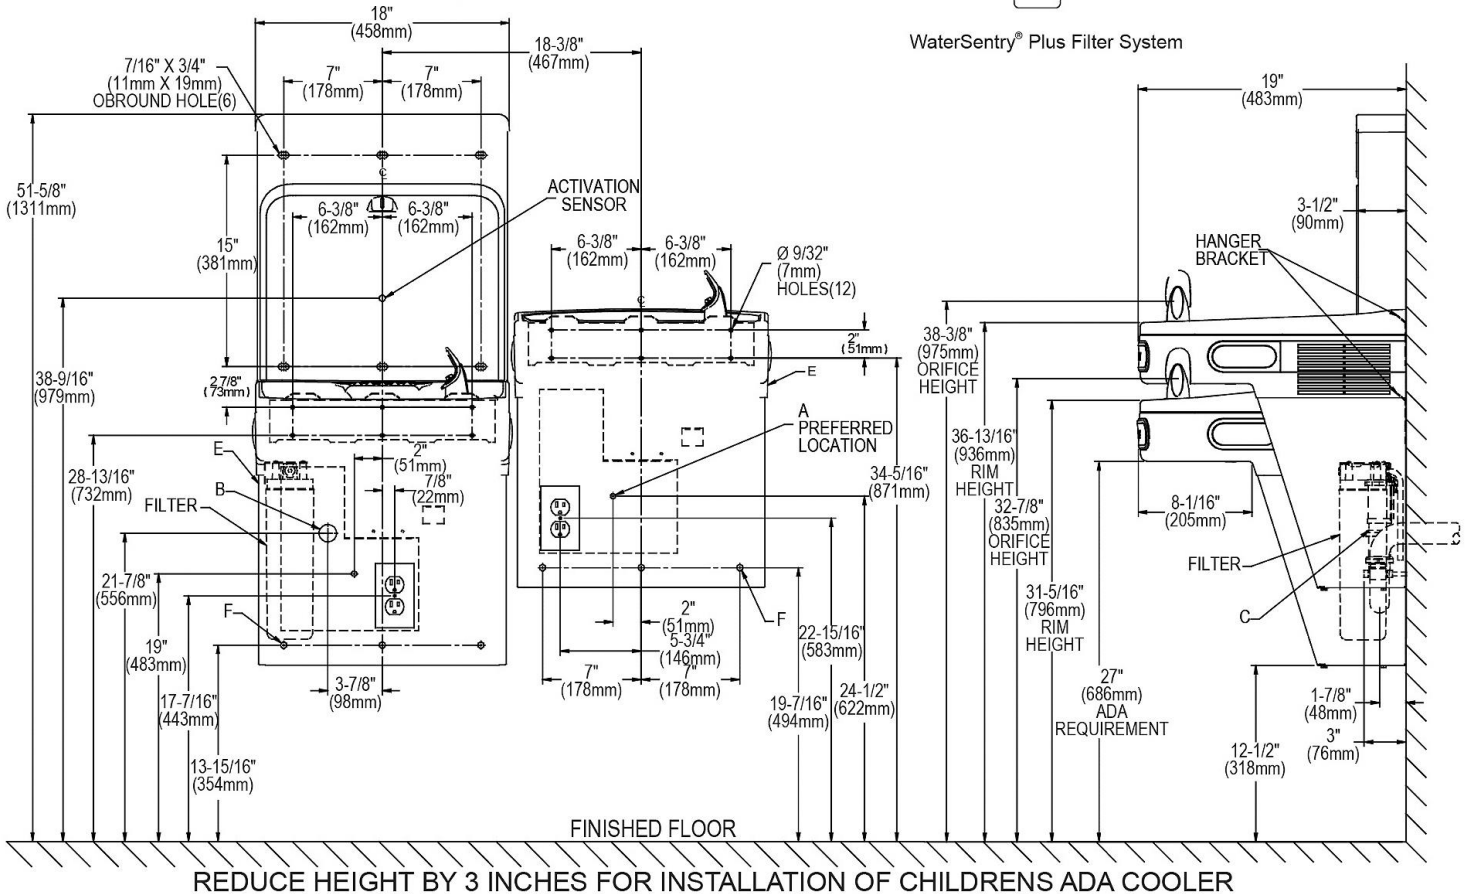 WaterSentry® Plus Filter System
18"
(458mm)
18-3/8"
(467mm)
7/16" X 3/4"
(11mm X 19mm)
OBROUND HOLE(6)
7"
(178mm)
7"
(178mm)
19"
(483mm)
51-5/8"
(1311mm)
ACTIVATION
SENSOR
6-3/8"
(162mm)
6-3/8"
(162mm)
3-1/2"
(90mm)
15"
(381mm)
6-3/8"
(162mm)
6-3/8"
(162mm)
Ø 9/32"
(7mm)
HOLES(12)
HANGER
BRACKET
38-9/16"
(979mm)
2 7/8"
(73mm)
2"
(51mm)
E
38-3/8"
(975mm)
ORIFICE
HEIGHT
A
PREFERRED
LOCATION
28-13/16"
(732mm)
E
B
FILTER
2"
(51mm)
7/8"
(22mm)
34-5/16"
(871mm)
36-13/16"
(936mm)
RIM
HEIGHT
32-7/8"
(835mm)
ORIFICE
HEIGHT
8-1/16"
(205mm)
FILTER
21-7/8"
(556mm)
F
31-5/16"
(796mm)
RIM
HEIGHT
C
19"
(483mm)
2"
(51mm)
5-3/4"
(146mm)
F
22-15/16"
(583mm)
17-7/16"
(443mm)
3-7/8"
(98mm)
7"
(178mm)
7"
(178mm)
19-7/16"
(494mm)
24-1/2"
(622mm)
27"
(686mm)
ADA
REQUIREMENT
1-7/8"
(48mm)
3"
(76mm)
13-15/16"
(354mm)
12-1/2"
(318mm)
FINISHED FLOOR
REDUCE HEIGHT BY 3 INCHES FOR INSTALLATION OF CHILDRENS ADA COOLER